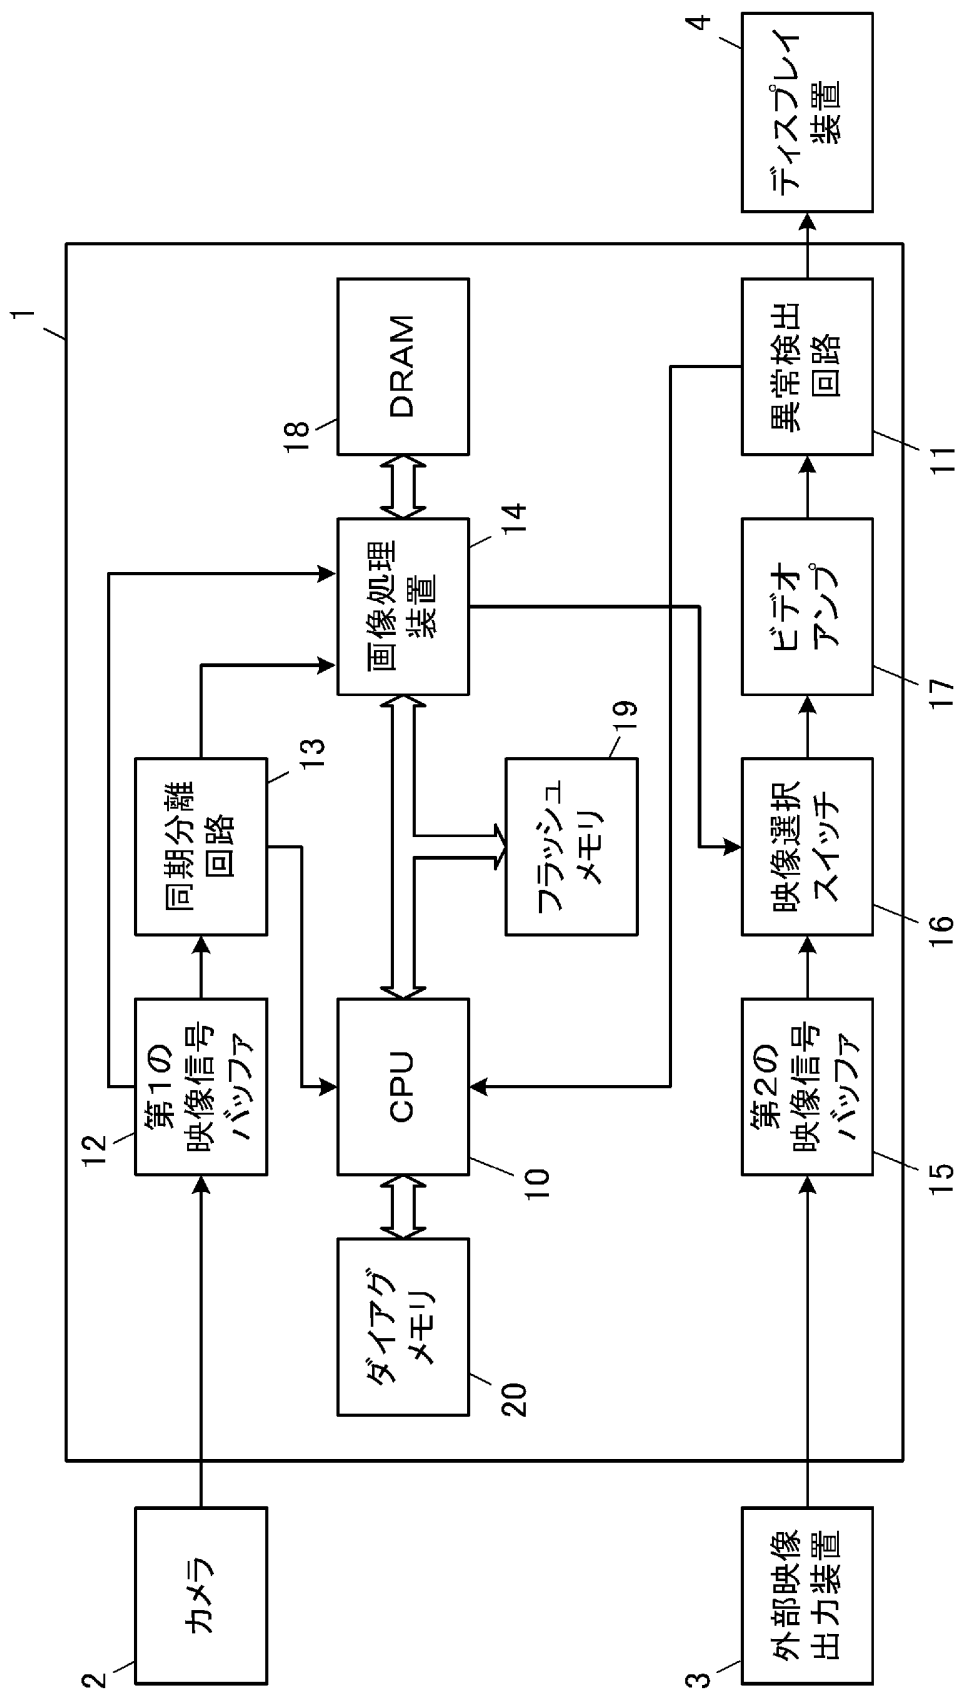 1
2
カメラ
12
第1の
映像信号
バッファ
13
同期分離
回路
20
ダイアグ
メモリ
10
CPU
14
画像処理
装置
18
DRAM
19
フラッシュ
メモリ
3
外部映像
出力装置
15
第2の
映像信号
バッファ
16
映像選択
スイッチ
17
ビデオ
アンプ
11
異常検出
回路
4
ディスプレイ
装置